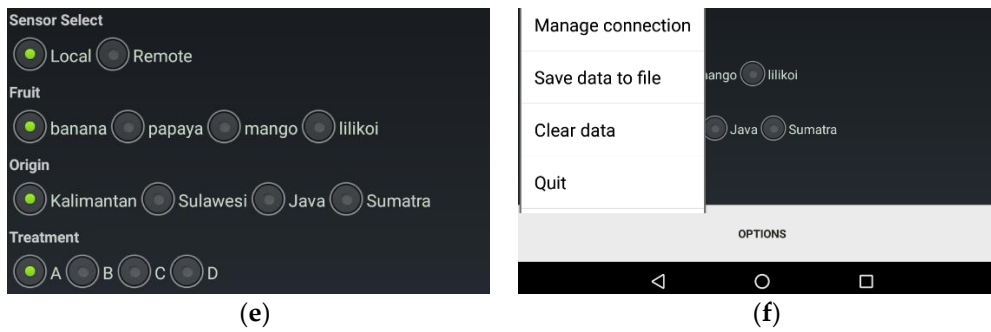 Sensor Select
Local Remote
Fruit
banana papaya mango lilikoi
Origin
Kalimantan Sulawesi Java Sumatra
Treatment
A B C D
(e)
Manage connection
Save data to file
lilikoi
Clear data
Java Sumatra
Quit
OPTIONS
(f)